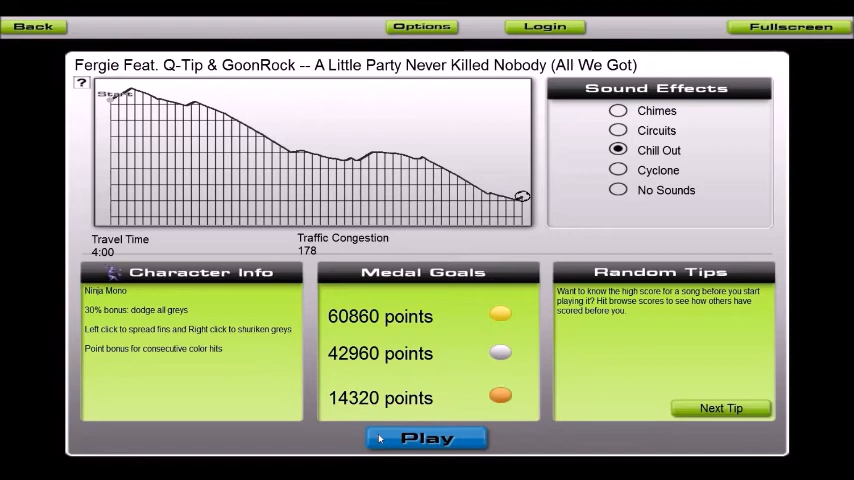 Back
Options
Login
Fullscreen
Fergie Feat. Q-Tip & GoonRock -- A Little Party Never Killed Nobody (All We Got)
?
Start
Sound Effects
Chimes
Circuits
Chill Out
Cyclone
No Sounds
Travel Time
4:00
Traffic Congestion
178
Character Info
Ninja Mono
30% bonus: dodge all greys
Left click to spread fins and Right click to shuriken greys
Point bonus for consecutive color hits
Medal Goals
60860 points
42960 points
14320 points
Random Tips
Want to know the high score for a song before you start
playing it? Hit browse scores to see how others have
scored before you.
Next Tip
Play